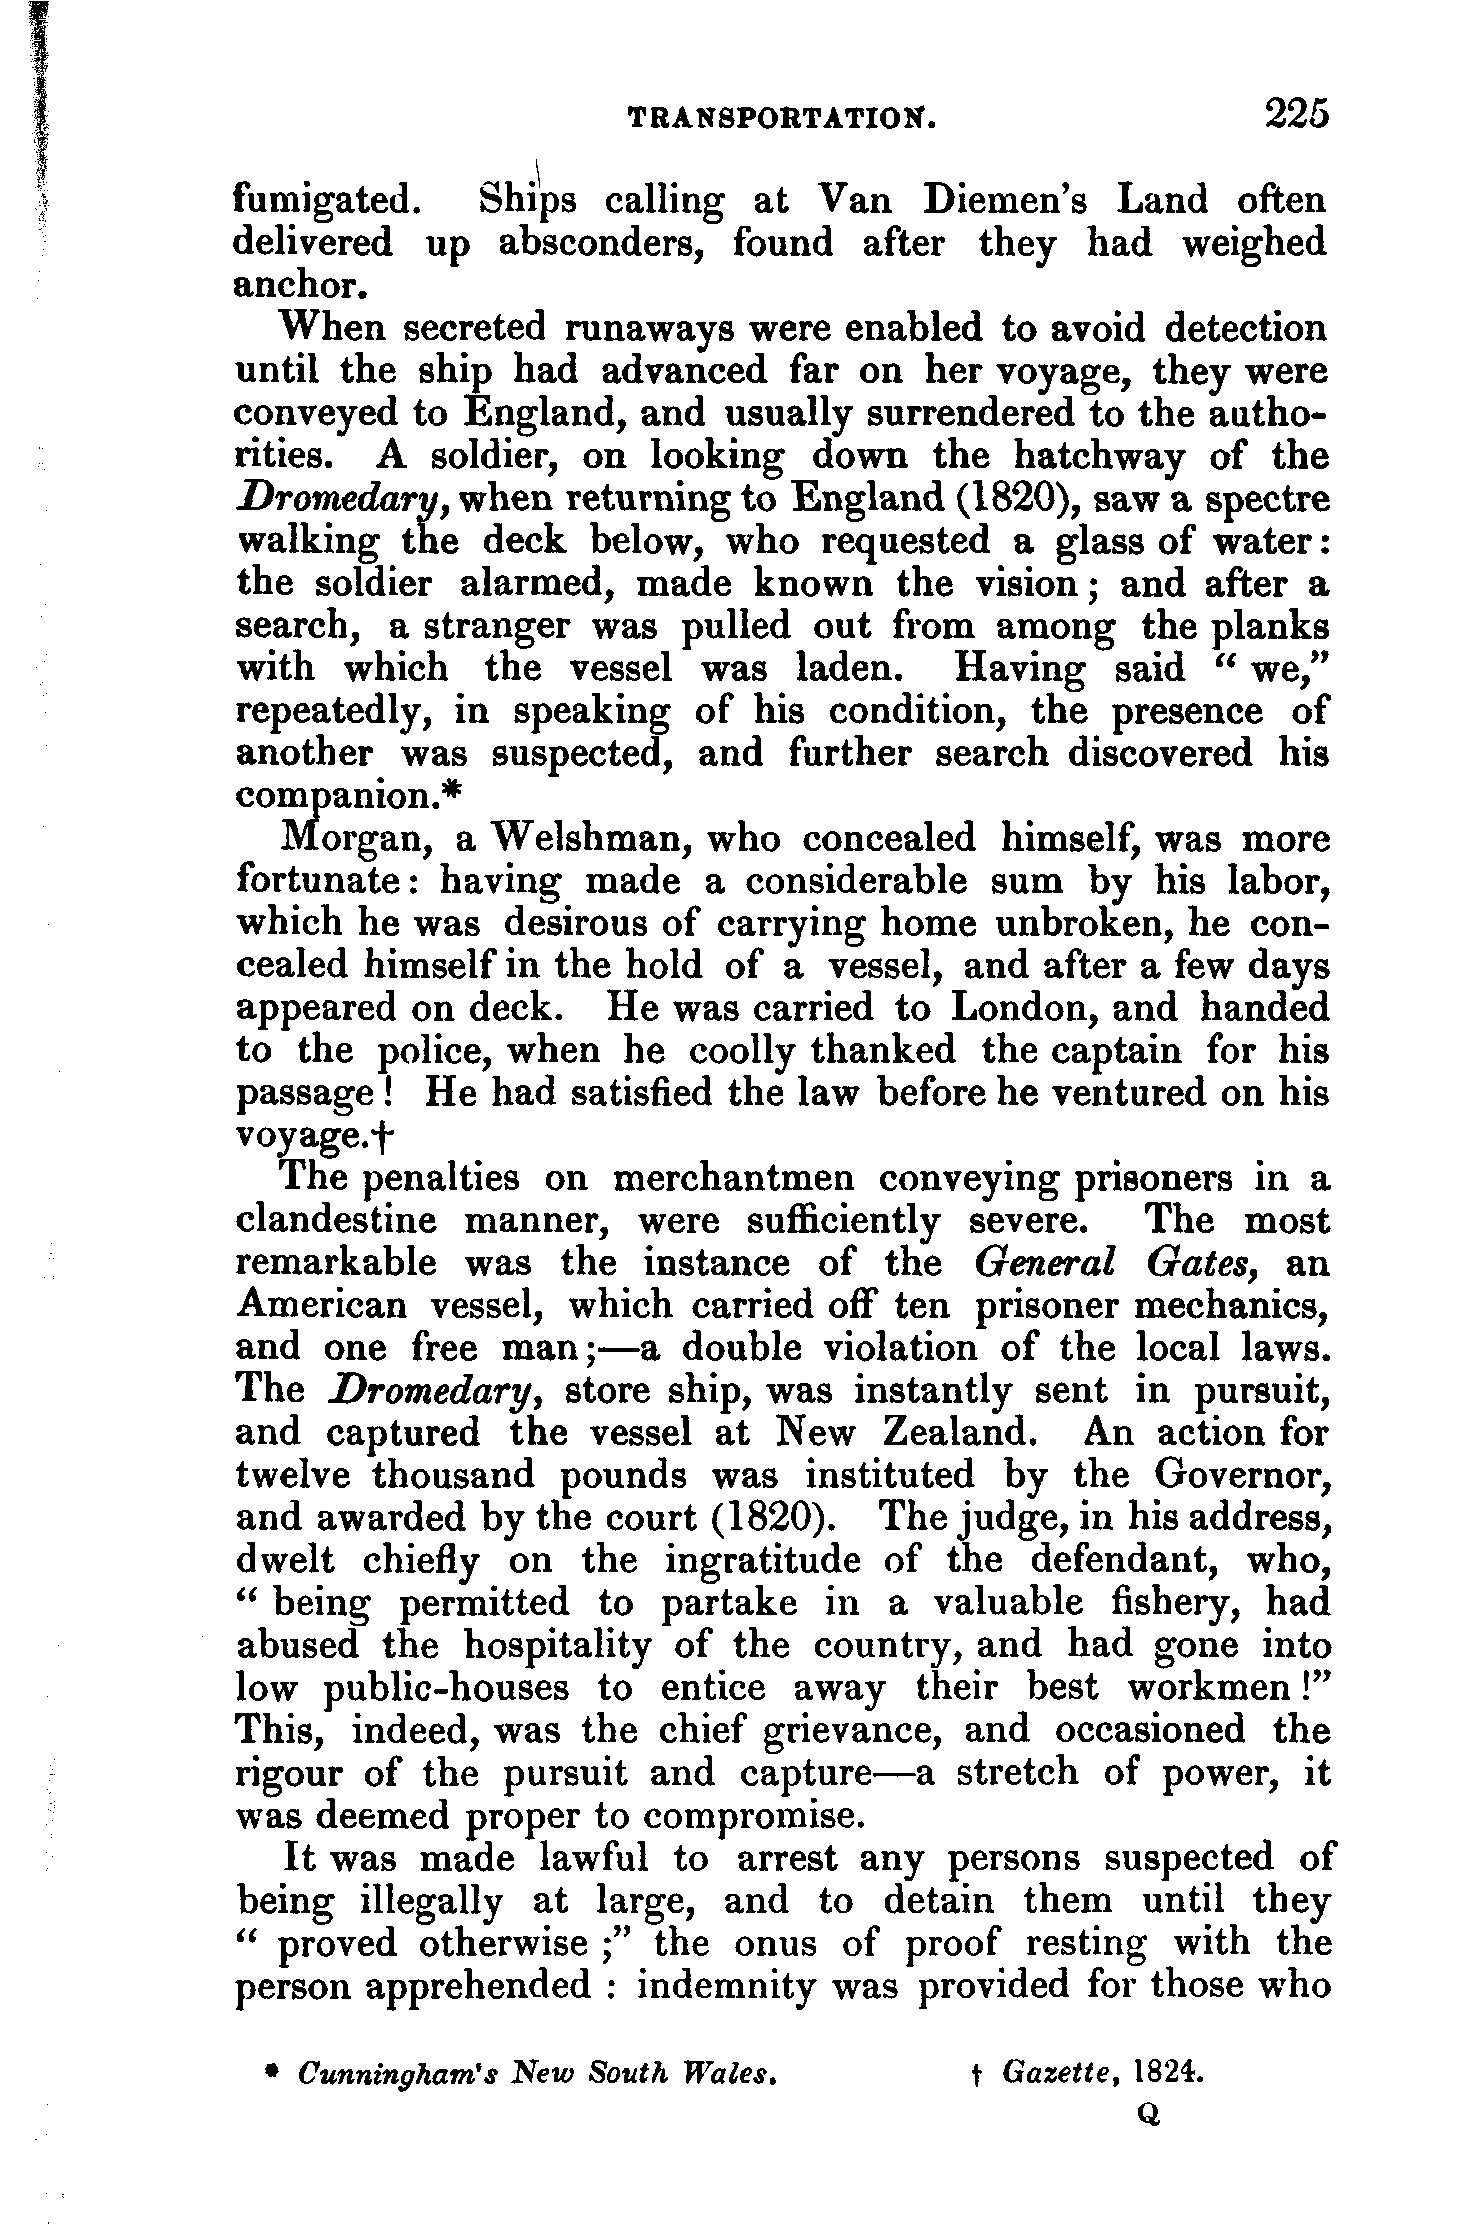 TRANSPORTATION. 225
fumigated. Ships calling at Van Diemen's Land often
delivered up absconders, found after they had weighed
anchor.
When secreted runaways were enabled to avoid detection
until the ship had advanced far on her voyage, they were
conveyed to England, and usually surrendered to the autho-
rities. A soldier, on looking down the hatchway of the
Dromedary, when returning to England (1820), saw a spectre
walking the deck below, who requested a glass of water:
the soldier alarmed, made known the vision; and after a
search, a stranger was pulled out from among the planks
with which the vessel was laden. Having said " we,"
repeatedly, in speaking of his condition, the presence of
another was suspected, and further search discovered his
companion.*
Morgan, a Welshman, who concealed himself, was more
fortunate: having made a considerable sum by his labor,
which he was desirous of carrying home unbroken, he con-
cealed himself in the hold of a vessel, and after a few days
appeared on deck. He was carried to London, and handed
to the police, when he coolly thanked the captain for his
passage! He had satisfied the law before he ventured on his
voyage.†
The penalties on merchantmen conveying prisoners in a
clandestine manner, were sufficiently severe. The most
remarkable was the instance of the General Gates, an
American vessel, which carried off ten prisoner mechanics,
and one free man;—a double violation of the local laws.
The Dromedary, store ship, was instantly sent in pursuit,
and captured the vessel at New Zealand. An action for
twelve thousand pounds was instituted by the Governor,
and awarded by the court (1820). The judge, in his address,
dwelt chiefly on the ingratitude of the defendant, who,
" being permitted to partake in a valuable fishery, had
abused the hospitality of the country, and had gone into
low public-houses to entice away their best workmen!"
This, indeed, was the chief grievance, and occasioned the
rigour of the pursuit and capture—a stretch of power, it
was deemed proper to compromise.
It was made lawful to arrest any persons suspected of
being illegally at large, and to detain them until they
" proved otherwise ;" the onus of proof resting with the
person apprehended : indemnity was provided for those who
* Cunningham's New South Wales. † Gazette, 1824.
Q